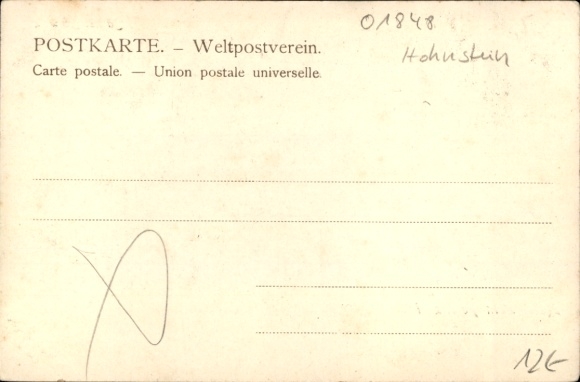 01848
POSTKARTE. – Weltpostverein.
Hohnstein
Carte postale. — Union postale universelle.
12€